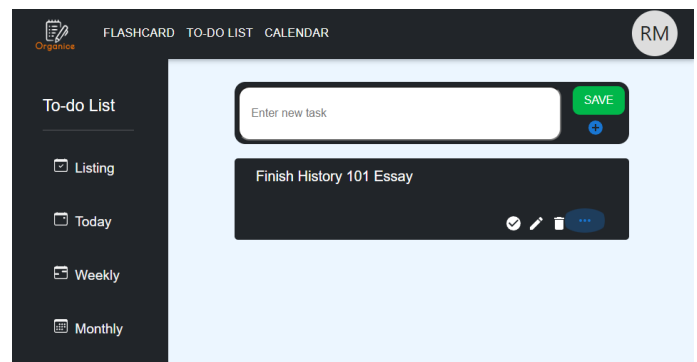 Organice
FLASHCARD TO-DO LIST CALENDAR
RM
To-do List
Listing
Today
Weekly
Monthly
Enter new task
SAVE
Finish History 101 Essay